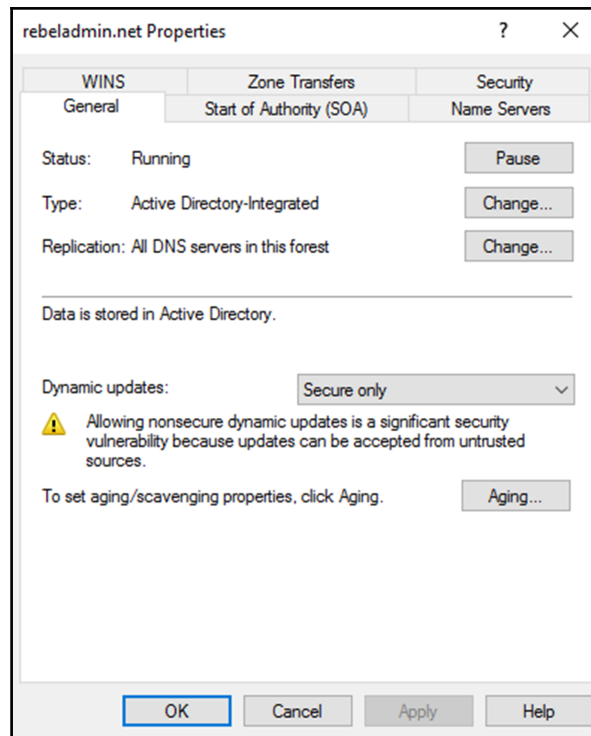 rebeladmin.net Properties
?
WINS
Zone Transfers
Security
General
Start of Authority (SOA)
Name Servers
Status: Running
Pause
Type: Active Directory-Integrated
Change...
Replication: All DNS servers in this forest
Change...
Data is stored in Active Directory.
Dynamic updates:
Secure only
Allowing nonsecure dynamic updates is a significant security
vulnerability because updates can be accepted from untrusted
sources.
To set aging/scavenging properties, click Aging.
Aging...
OK
Cancel
Apply
Help